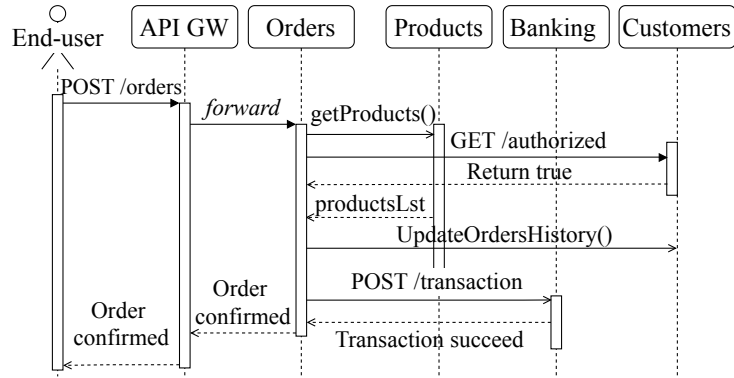 End-user
API GW
Orders
Products
Banking
Customers
POST /orders
forward
getProducts()
GET /authorized
Return true
productsLst
UpdateOrdersHistory()
POST /transaction
Transaction succeed
Order
confirmed
Order
confirmed